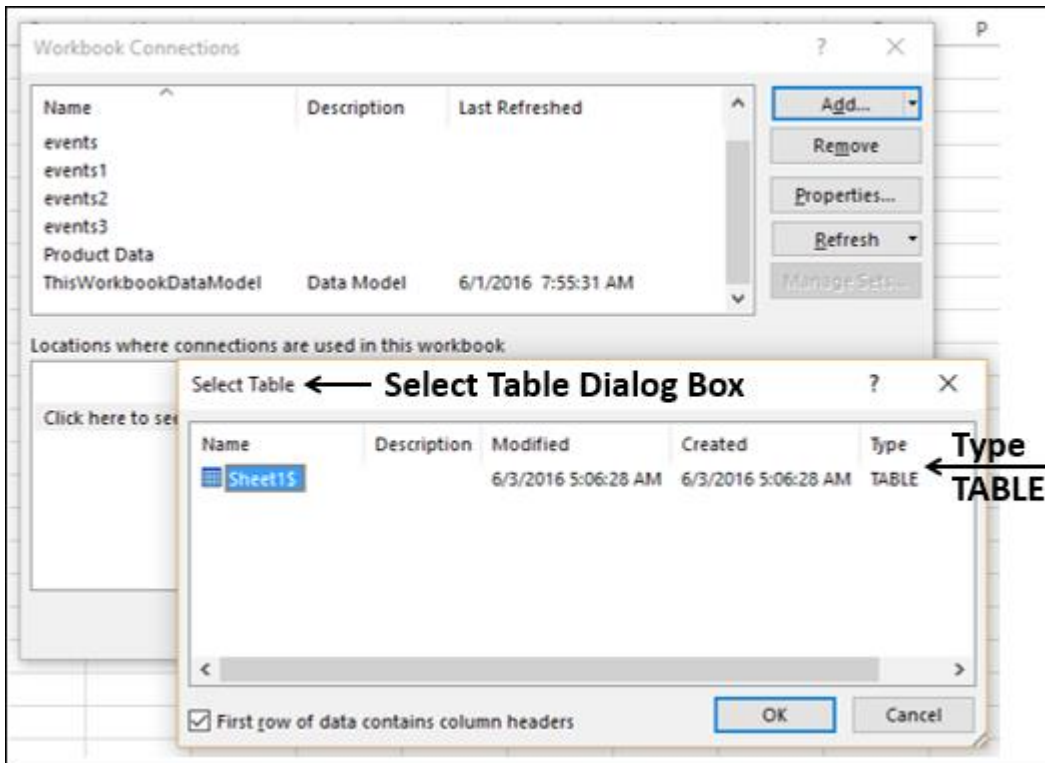 P
Workbook Connections ? ×
Name Description Last Refreshed
Add...
events
Remove
events1
events2
Properties...
events3
Refresh
Product Data
ThisWorkbookDataModel Data Model 6/1/2016 7:55:31 AM
Manage Sets...
Locations where connections are used in this workbook
Select Table Select Table Dialog Box ? ×
Click here to see
Name Description Modified Created Type
Type
Sheet1$ 6/3/2016 5:06:28 AM 6/3/2016 5:06:28 AM TABLE
TABLE
First row of data contains column headers
OK Cancel